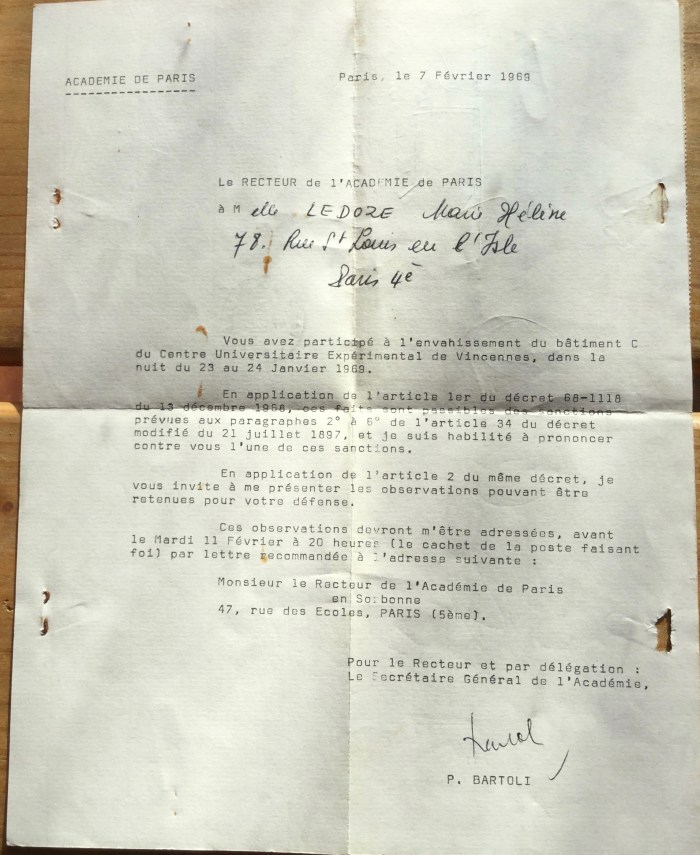 ACADEMIE DE PARIS
Paris, le 7 Février 1969
Le RECTEUR de l'ACADEMIE de PARIS
à Melle LEDOZE Marie Hélène
78. Rue St Louis en l'Isle
Paris 4è
Vous avez participé à l'envahissement du bâtiment C
du Centre Universitaire Expérimental de Vincennes, dans la
nuit du 23 au 24 Janvier 1969.
En application de l'article 1er du décret 68-1118
du 13 décembre 1968, ces faits sont passibles des sanctions
prévues aux paragraphes 2° à 6° de l'article 34 du décret
modifié du 21 juillet 1897, et je suis habilité à prononcer
contre vous l'une de ces sanctions.
En application de l'article 2 du même décret, je
vous invite à me présenter les observations pouvant être
retenues pour votre défense.
Ces observations devront m'être adressées, avant
le Mardi 11 Février à 20 heures (le cachet de la poste faisant
foi) par lettre recommandée à l'adresse suivante :
Monsieur le Recteur de l'Académie de Paris
en Sorbonne
47, rue des Ecoles, PARIS (5ème).
Pour le Recteur et par délégation :
Le Secrétaire Général de l'Académie,
P. BARTOLI